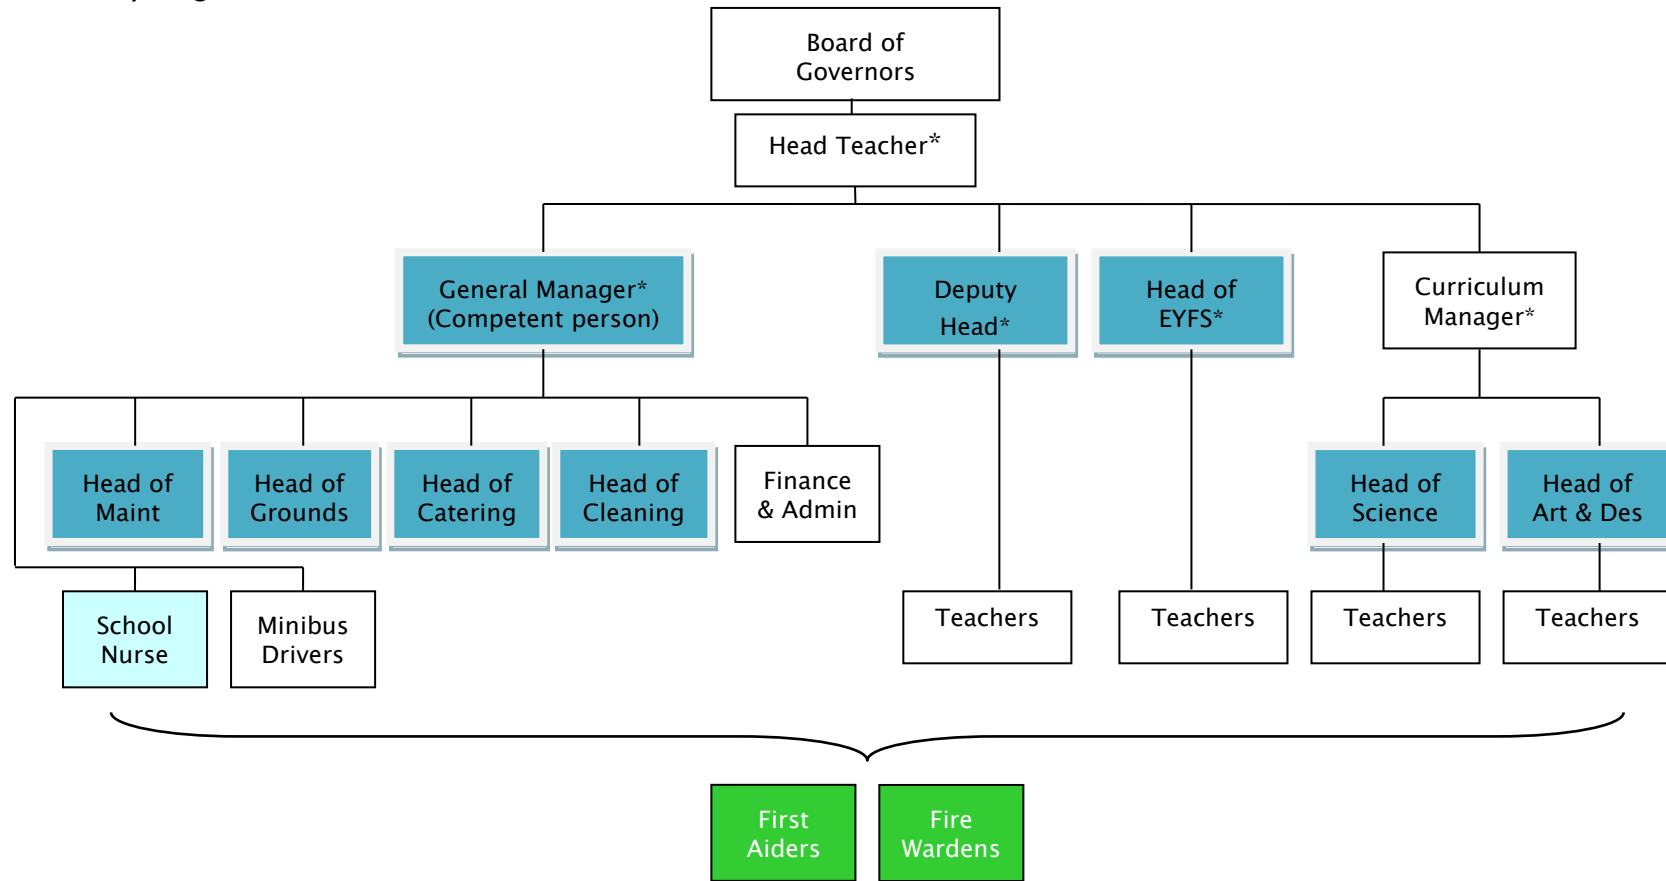 Board of
Governors
Head Teacher*
General Manager*
(Competent person)
Deputy
Head*
Head of
EYFS*
Curriculum
Manager*
Head of
Maint
Head of
Grounds
Head of
Catering
Head of
Cleaning
Finance
& Admin
Head of
Science
Head of
Art & Des
School
Nurse
Minibus
Drivers
Teachers
Teachers
Teachers
Teachers
First
Aiders
Fire
Wardens